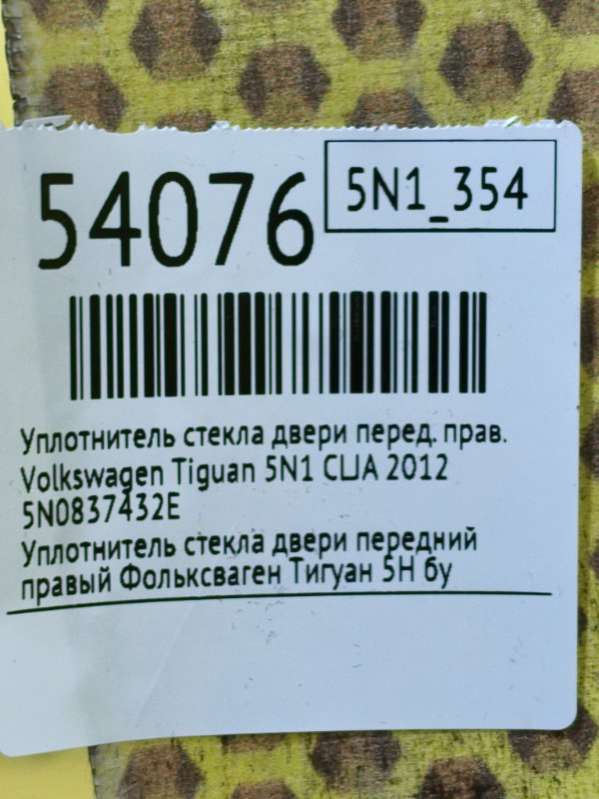 54076
5N1_354
Уплотнитель стекла двери перед. прав.
Volkswagen Tiguan 5N1 США 2012
5N0837432E
Уплотнитель стекла двери передний
правый Фольксваген Тигуан 5Н бу